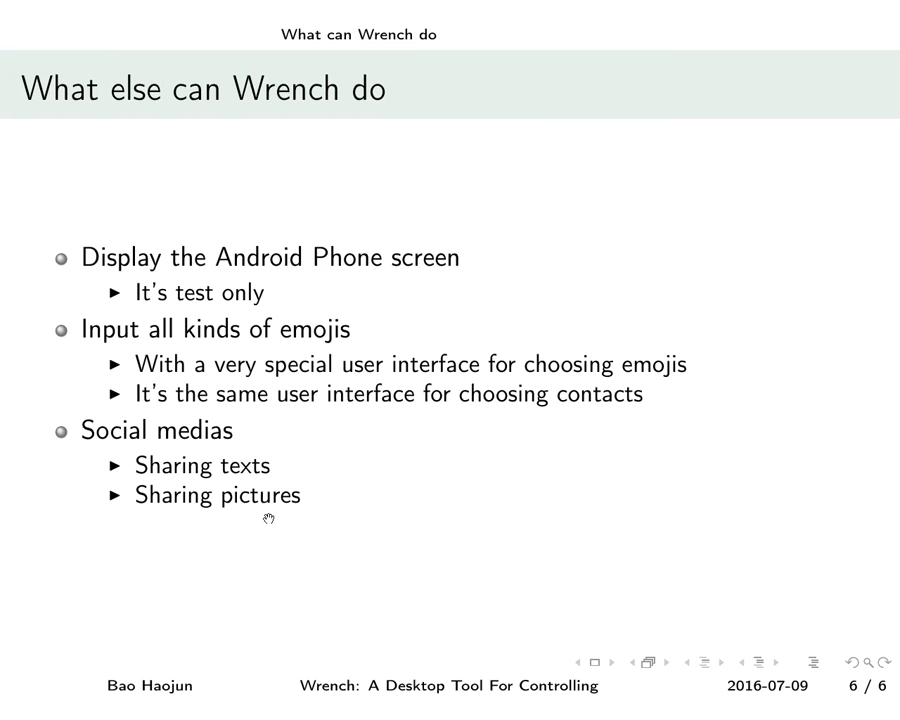 What can Wrench do
What else can Wrench do
Display the Android Phone screen
It's test only
Input all kinds of emojis
With a very special user interface for choosing emojis
It's the same user interface for choosing contacts
Social medias
Sharing texts
Sharing pictures
Bao Haojun Wrench: A Desktop Tool For Controlling 2016-07-09 6 / 6